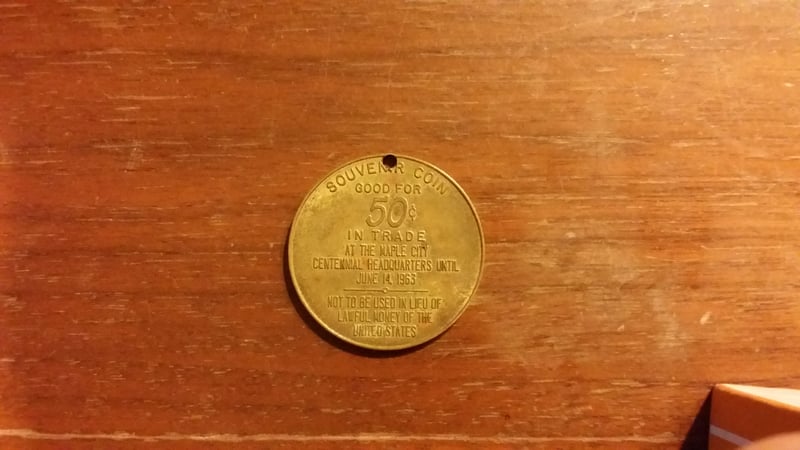 SOUVENIR COIN
GOOD FOR
50¢
IN TRADE
AT THE MAPLE CITY
CENTENNIAL HEADQUARTERS UNTIL
JUNE 14, 1963
NOT TO BE USED IN LIEU OF
LAWFUL MONEY OF THE
UNITED STATES